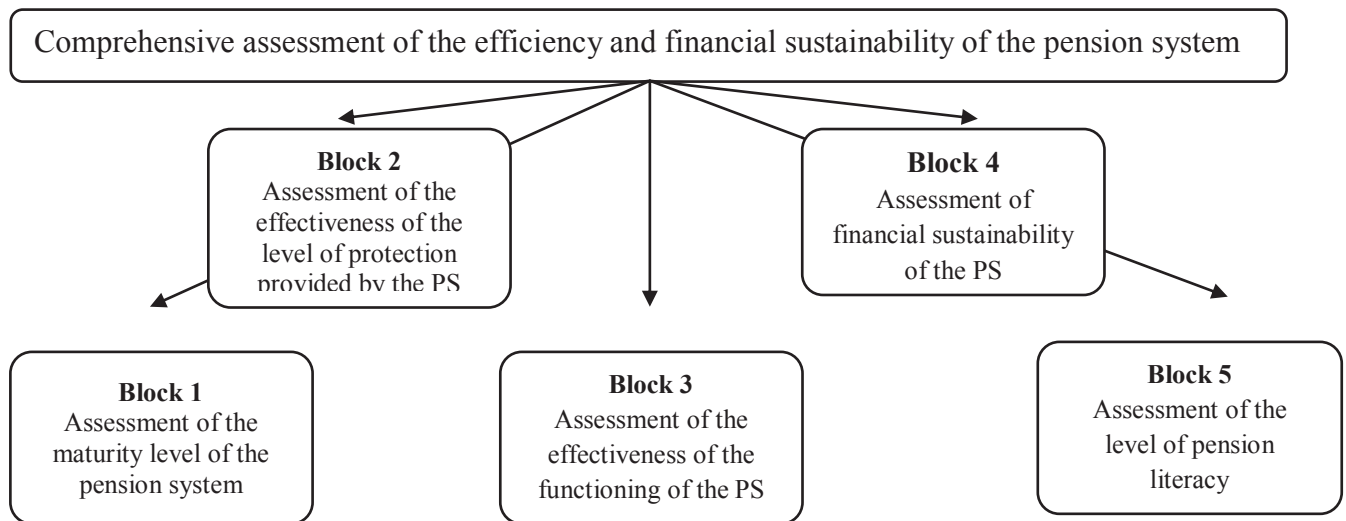 Comprehensive assessment of the efficiency and financial sustainability of the pension system
Block 2
Assessment of the
effectiveness of the
level of protection
provided by the PS
Block 4
Assessment of
financial sustainability
of the PS
Block 1
Assessment of the
maturity level of the
pension system
Block 3
Assessment of the
effectiveness of the
functioning of the PS
Block 5
Assessment of the
level of pension
literacy